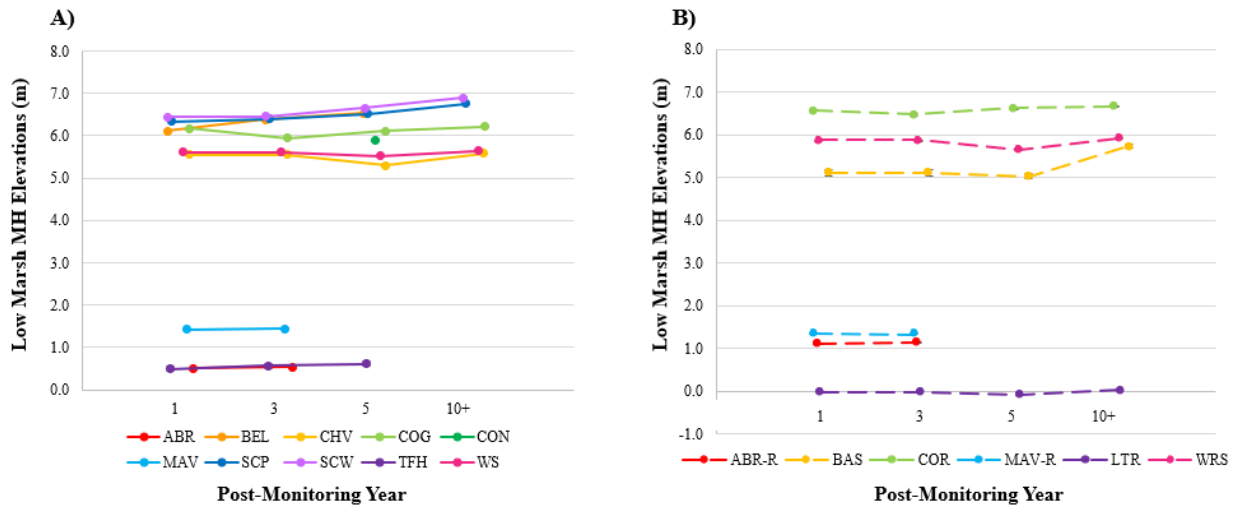 A)
Low Marsh MH Elevations (m)
8.0
7.0
6.0
5.0
4.0
3.0
2.0
1.0
0.0
1 3 5 10+
ABR BEL CHV COG CON
MAV SCP SCW TFH WS
Post-Monitoring Year
B)
Low Marsh MH Elevations (m)
8.0
7.0
6.0
5.0
4.0
3.0
2.0
1.0
0.0
-1.0
1 3 5 10+
ABR-R BAS COR MAV-R LTR WRS
Post-Monitoring Year